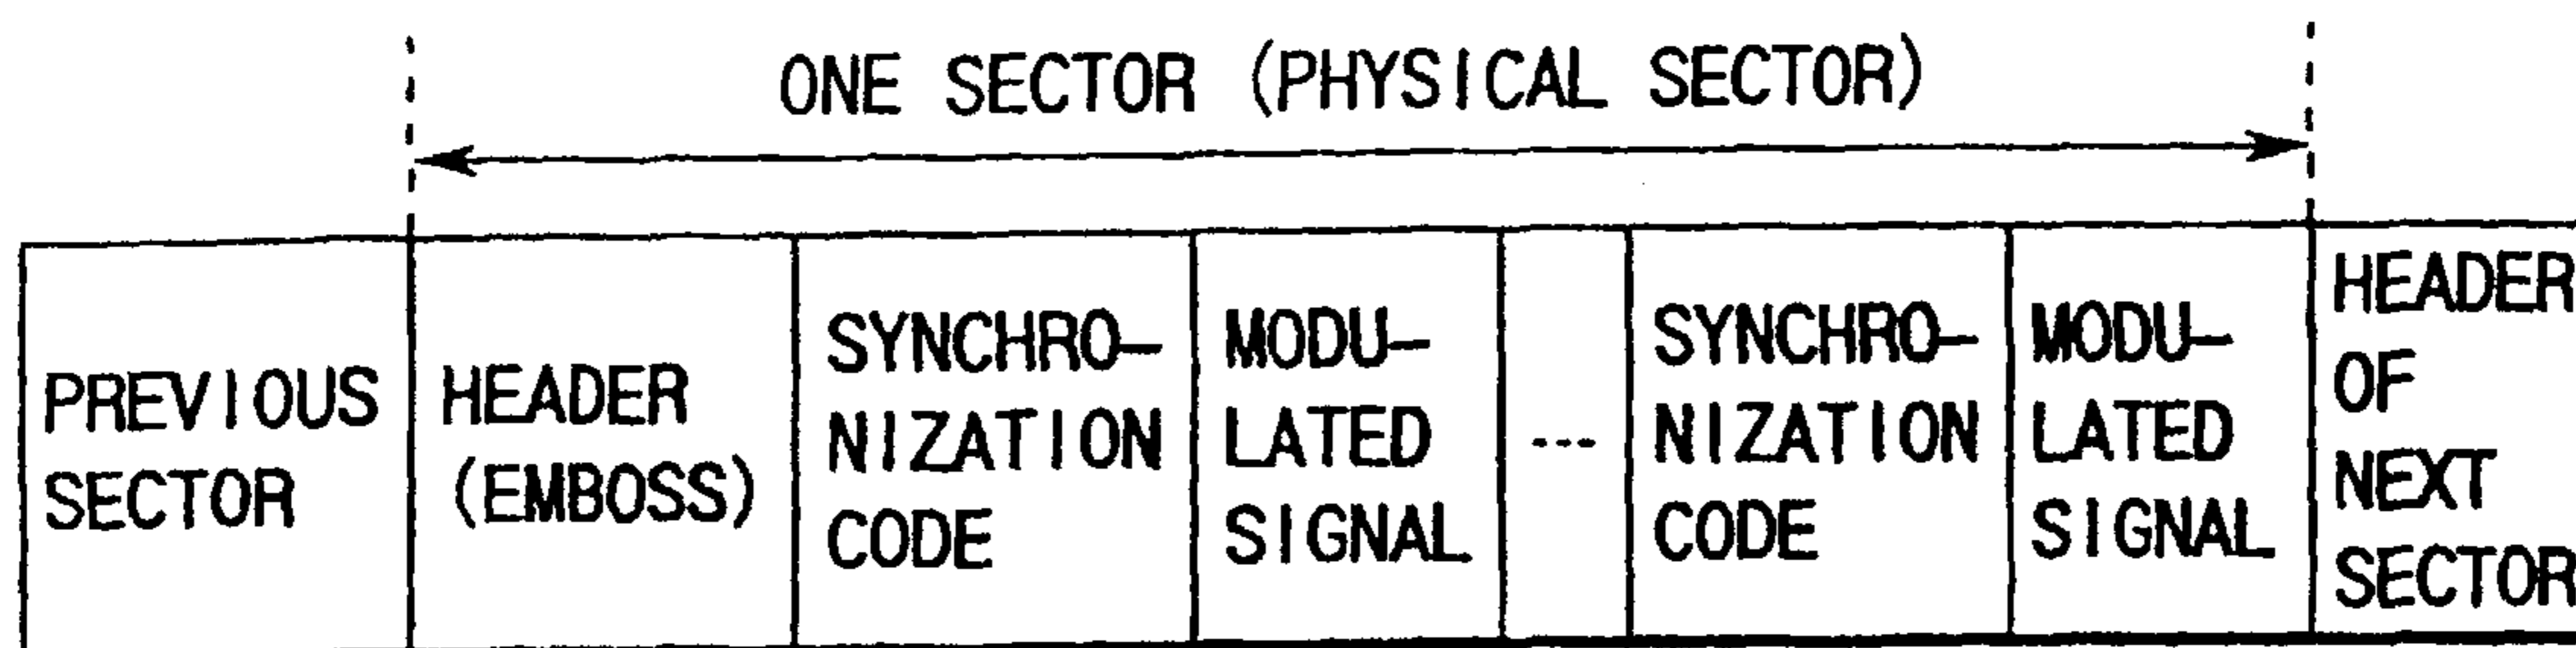 ONE SECTOR (PHYSICAL SECTOR)
PREVIOUS
SECTOR
HEADER
(EMBOSS)
SYNCHRO-
NIZATION
CODE
MODU-
LATED
SIGNAL
---
SYNCHRO-
NIZATION
CODE
MODU-
LATED
SIGNAL
HEADER
OF
NEXT
SECTOR